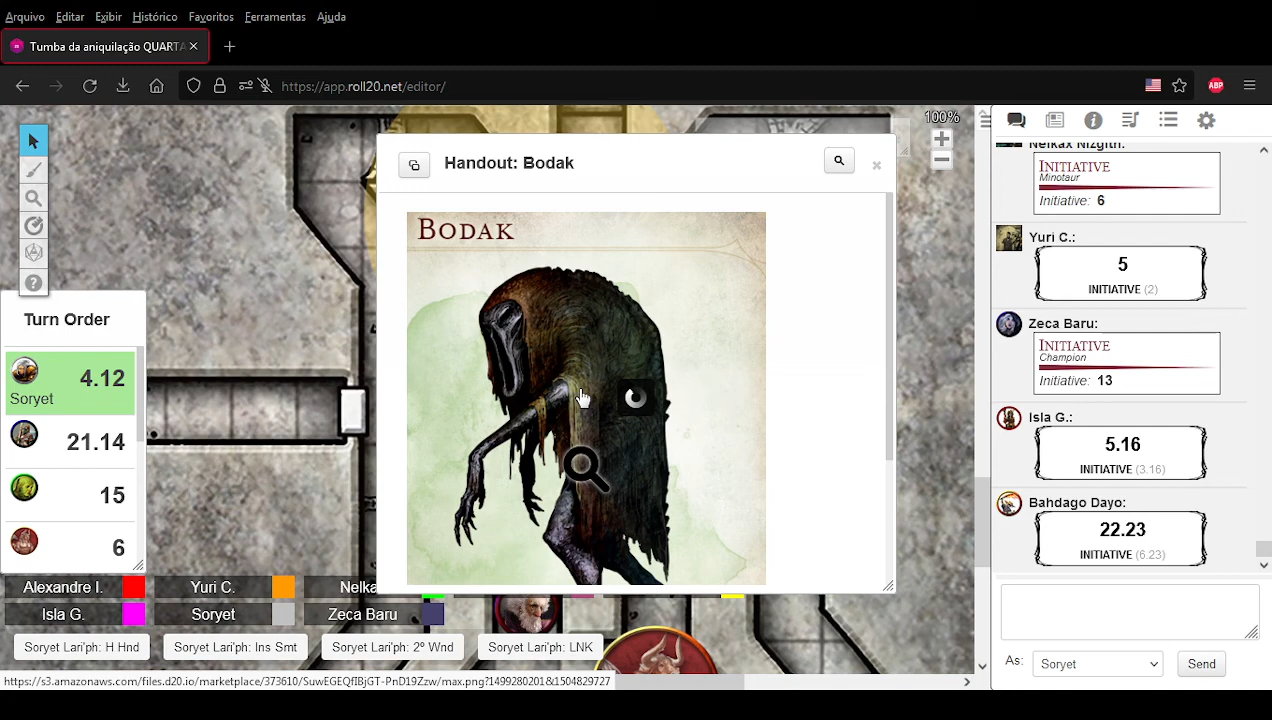 Arquivo Editar Exibir Histórico Favoritos Ferramentas Ajuda
Tumba da aniquilação QUARTA
https://app.roll20.net/editor/
ABP
100%
Handout: Bodak
BODAK
Turn Order
4.12
Soryet
21.14
15
6
Nelkax Nizgith:
INITIATIVE
Minotaur
Initiative: 6
Yuri C.:
5
INITIATIVE (2)
Zeca Baru:
INITIATIVE
Champion
Initiative: 13
Isla G.:
5.16
INITIATIVE (3.16)
Bahdago Dayo:
22.23
INITIATIVE (6.23)
Alexandre I. Yuri C. Nelka
Isla G. Soryet Zeca Baru
Soryet Lari'ph: H Hnd Soryet Lari'ph: Ins Smt Soryet Lari'ph: 2º Wnd Soryet Lari'ph: LNK
As: Soryet Send
https://s3.amazonaws.com/files.d20.io/marketplace/373610/SuwEGEQfIBjGT-PnD19Zzw/max.png?1499280201&1504829727